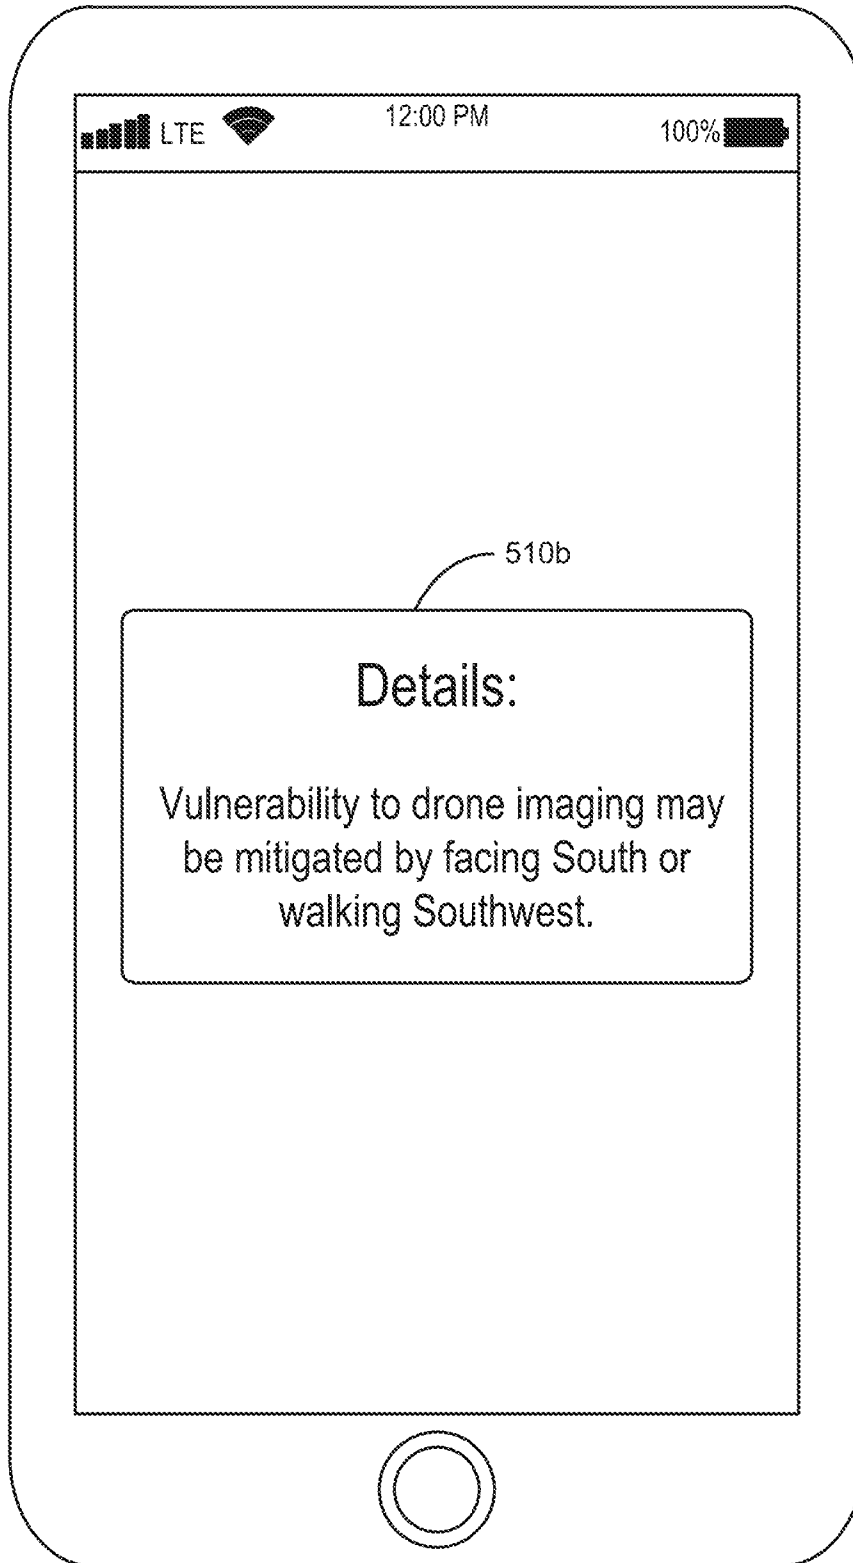 LTE 12:00 PM 100%
510b
Details:
Vulnerability to drone imaging may
be mitigated by facing South or
walking Southwest.